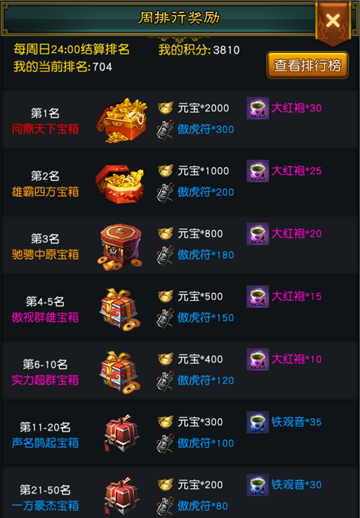 周排行奖励
每周日24:00结算排名 我的积分: 3810
我的当前排名: 704
查看排行榜
第1名 元宝*2000 大红袍*30
问鼎天下宝箱 傲虎符*300
第2名 元宝*1000 大红袍*25
雄霸四方宝箱 傲虎符*200
第3名 元宝*800 大红袍*20
驰骋中原宝箱 傲虎符*180
第4-5名 元宝*500 大红袍*15
傲视群雄宝箱 傲虎符*150
第6-10名 元宝*400 大红袍*10
实力超群宝箱 傲虎符*120
第11-20名 元宝*300 铁观音*35
声名鹊起宝箱 傲虎符*100
第21-50名 元宝*200 铁观音*30
一方豪杰宝箱 傲虎符*80